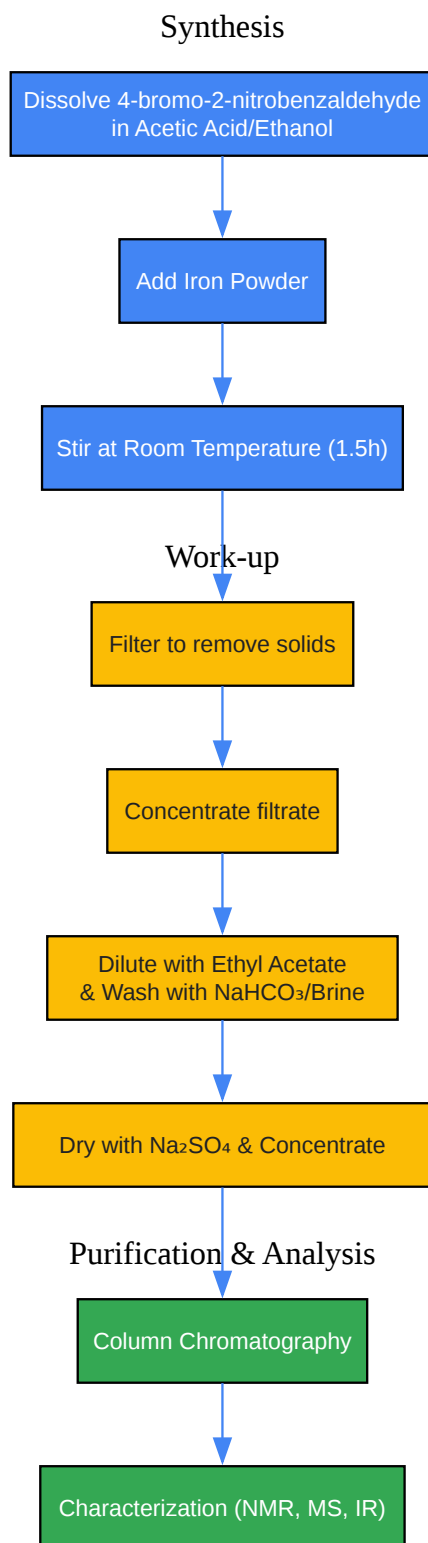 Synthesis
Dissolve 4-bromo-2-nitrobenzaldehyde
in Acetic Acid/Ethanol
Add Iron Powder
Stir at Room Temperature (1.5h)
Work-up
Filter to remove solids
Concentrate filtrate
Dilute with Ethyl Acetate
& Wash with NaHCO₃/Brine
Dry with Na₂SO₄ & Concentrate
Purification & Analysis
Column Chromatography
Characterization (NMR, MS, IR)